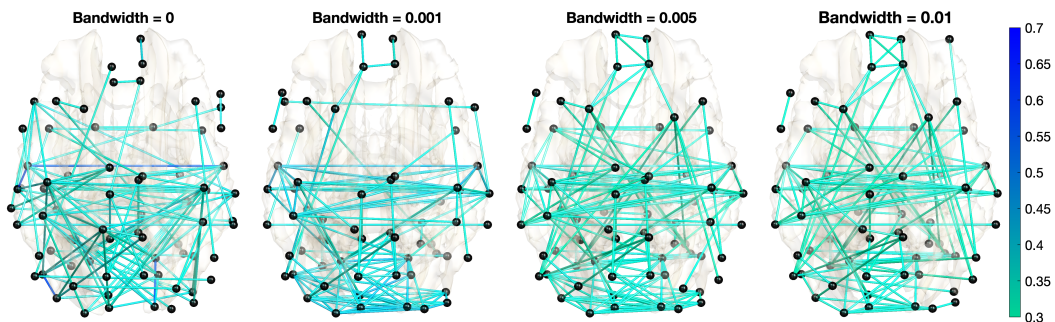 Bandwidth = 0
Bandwidth = 0.001
Bandwidth = 0.005
Bandwidth = 0.01
0.7
0.65
0.6
0.55
0.5
0.45
0.4
0.35
0.3